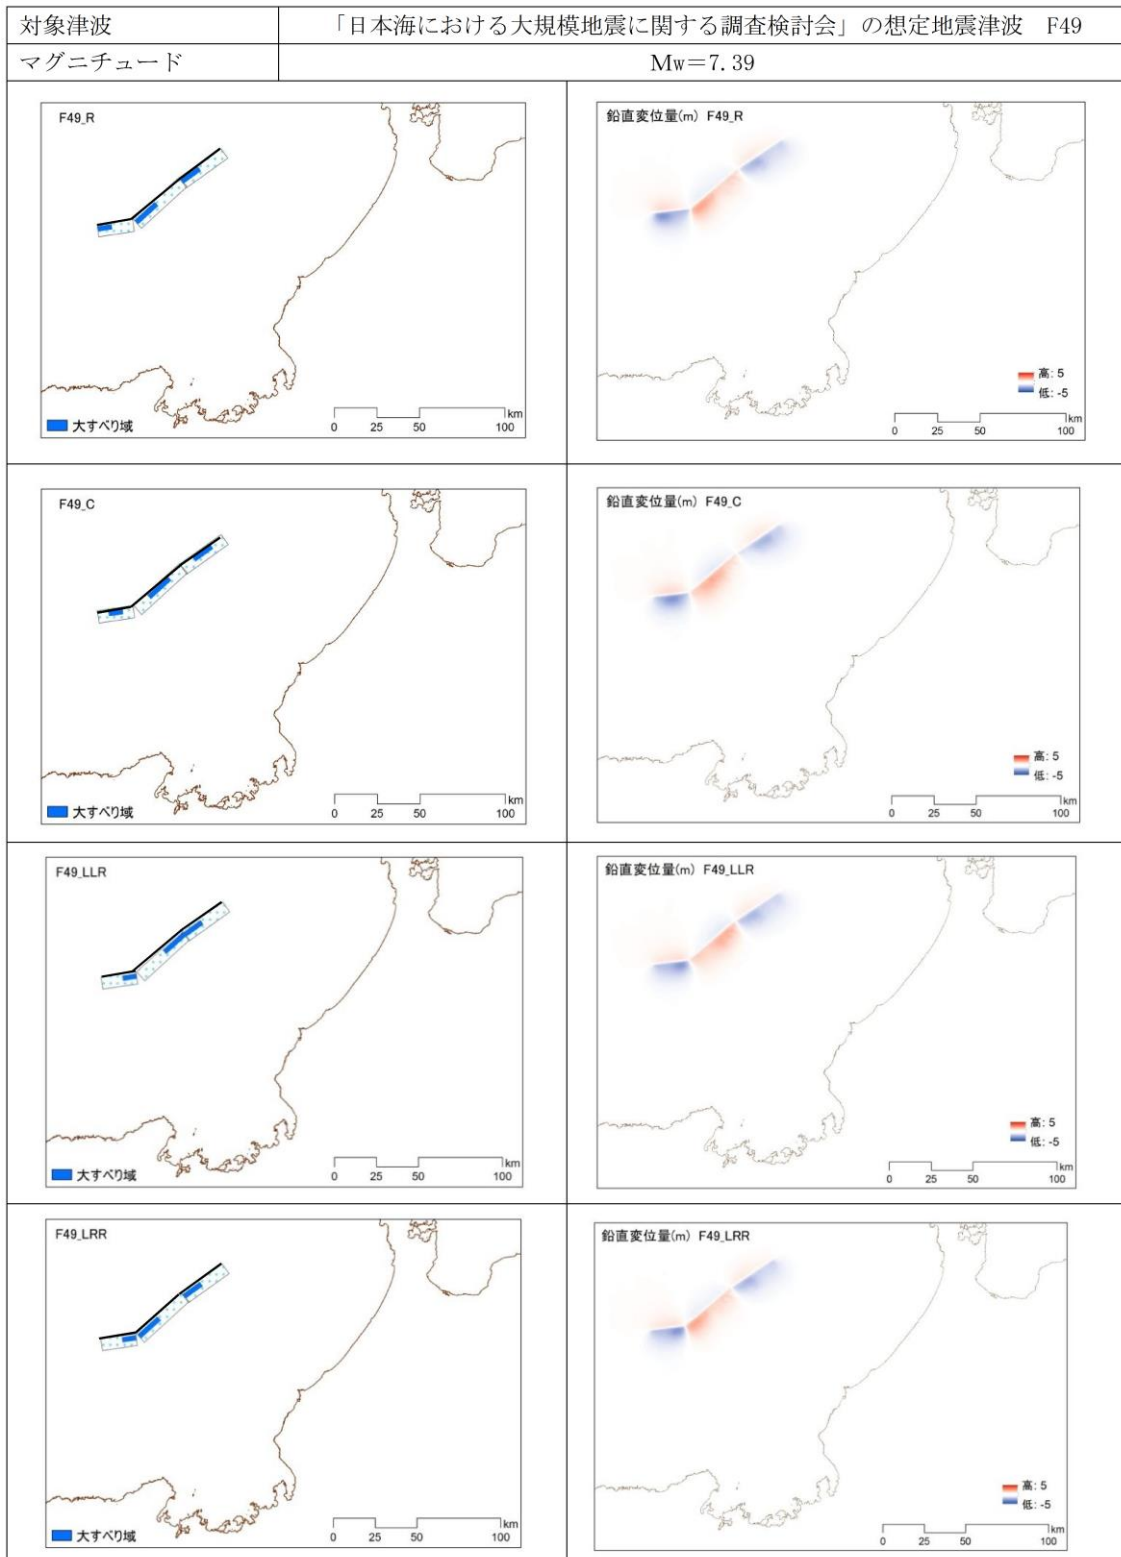 対象津波 「日本海における大規模地震に関する調査検討会」の想定地震津波 F49
マグニチュード Mw=7.39
F49_R
大すべり域
km
0 25 50 100
鉛直変位量(m) F49_R
高: 5
低: -5
km
0 25 50 100
F49_C
大すべり域
km
0 25 50 100
鉛直変位量(m) F49_C
高: 5
低: -5
km
0 25 50 100
F49_LLR
大すべり域
km
0 25 50 100
鉛直変位量(m) F49_LLR
高: 5
低: -5
km
0 25 50 100
F49_LRR
大すべり域
km
0 25 50 100
鉛直変位量(m) F49_LRR
高: 5
低: -5
km
0 25 50 100